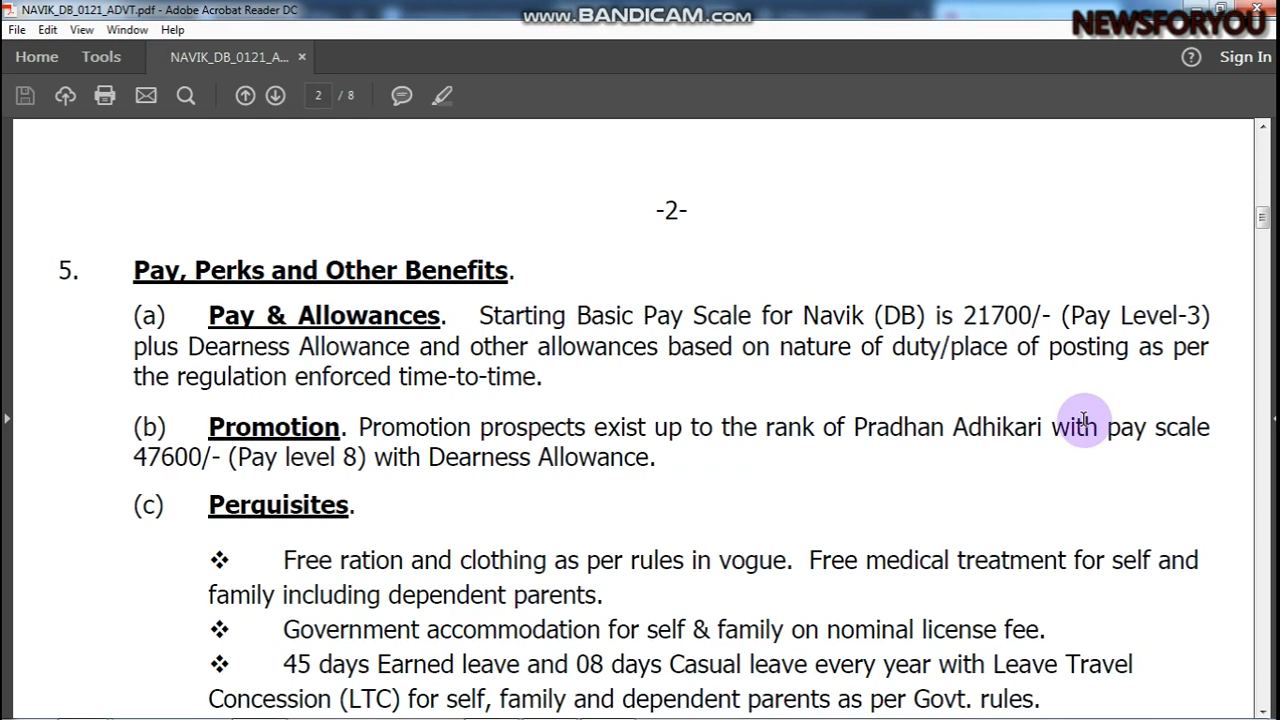 NAVIK_DB_0121_ADVT.pdf - Adobe Acrobat Reader DC
www.BANDICAM.com
NEWSFORYOU
File Edit View Window Help
Home Tools NAVIK_DB_0121_A... × ? Sign In
2 / 8
-2-
5. Pay, Perks and Other Benefits.
(a) Pay & Allowances. Starting Basic Pay Scale for Navik (DB) is 21700/- (Pay Level-3)
plus Dearness Allowance and other allowances based on nature of duty/place of posting as per
the regulation enforced time-to-time.
(b) Promotion. Promotion prospects exist up to the rank of Pradhan Adhikari with pay scale
47600/- (Pay level 8) with Dearness Allowance.
(c) Perquisites.
❖ Free ration and clothing as per rules in vogue. Free medical treatment for self and
family including dependent parents.
❖ Government accommodation for self & family on nominal license fee.
❖ 45 days Earned leave and 08 days Casual leave every year with Leave Travel
Concession (LTC) for self, family and dependent parents as per Govt. rules.